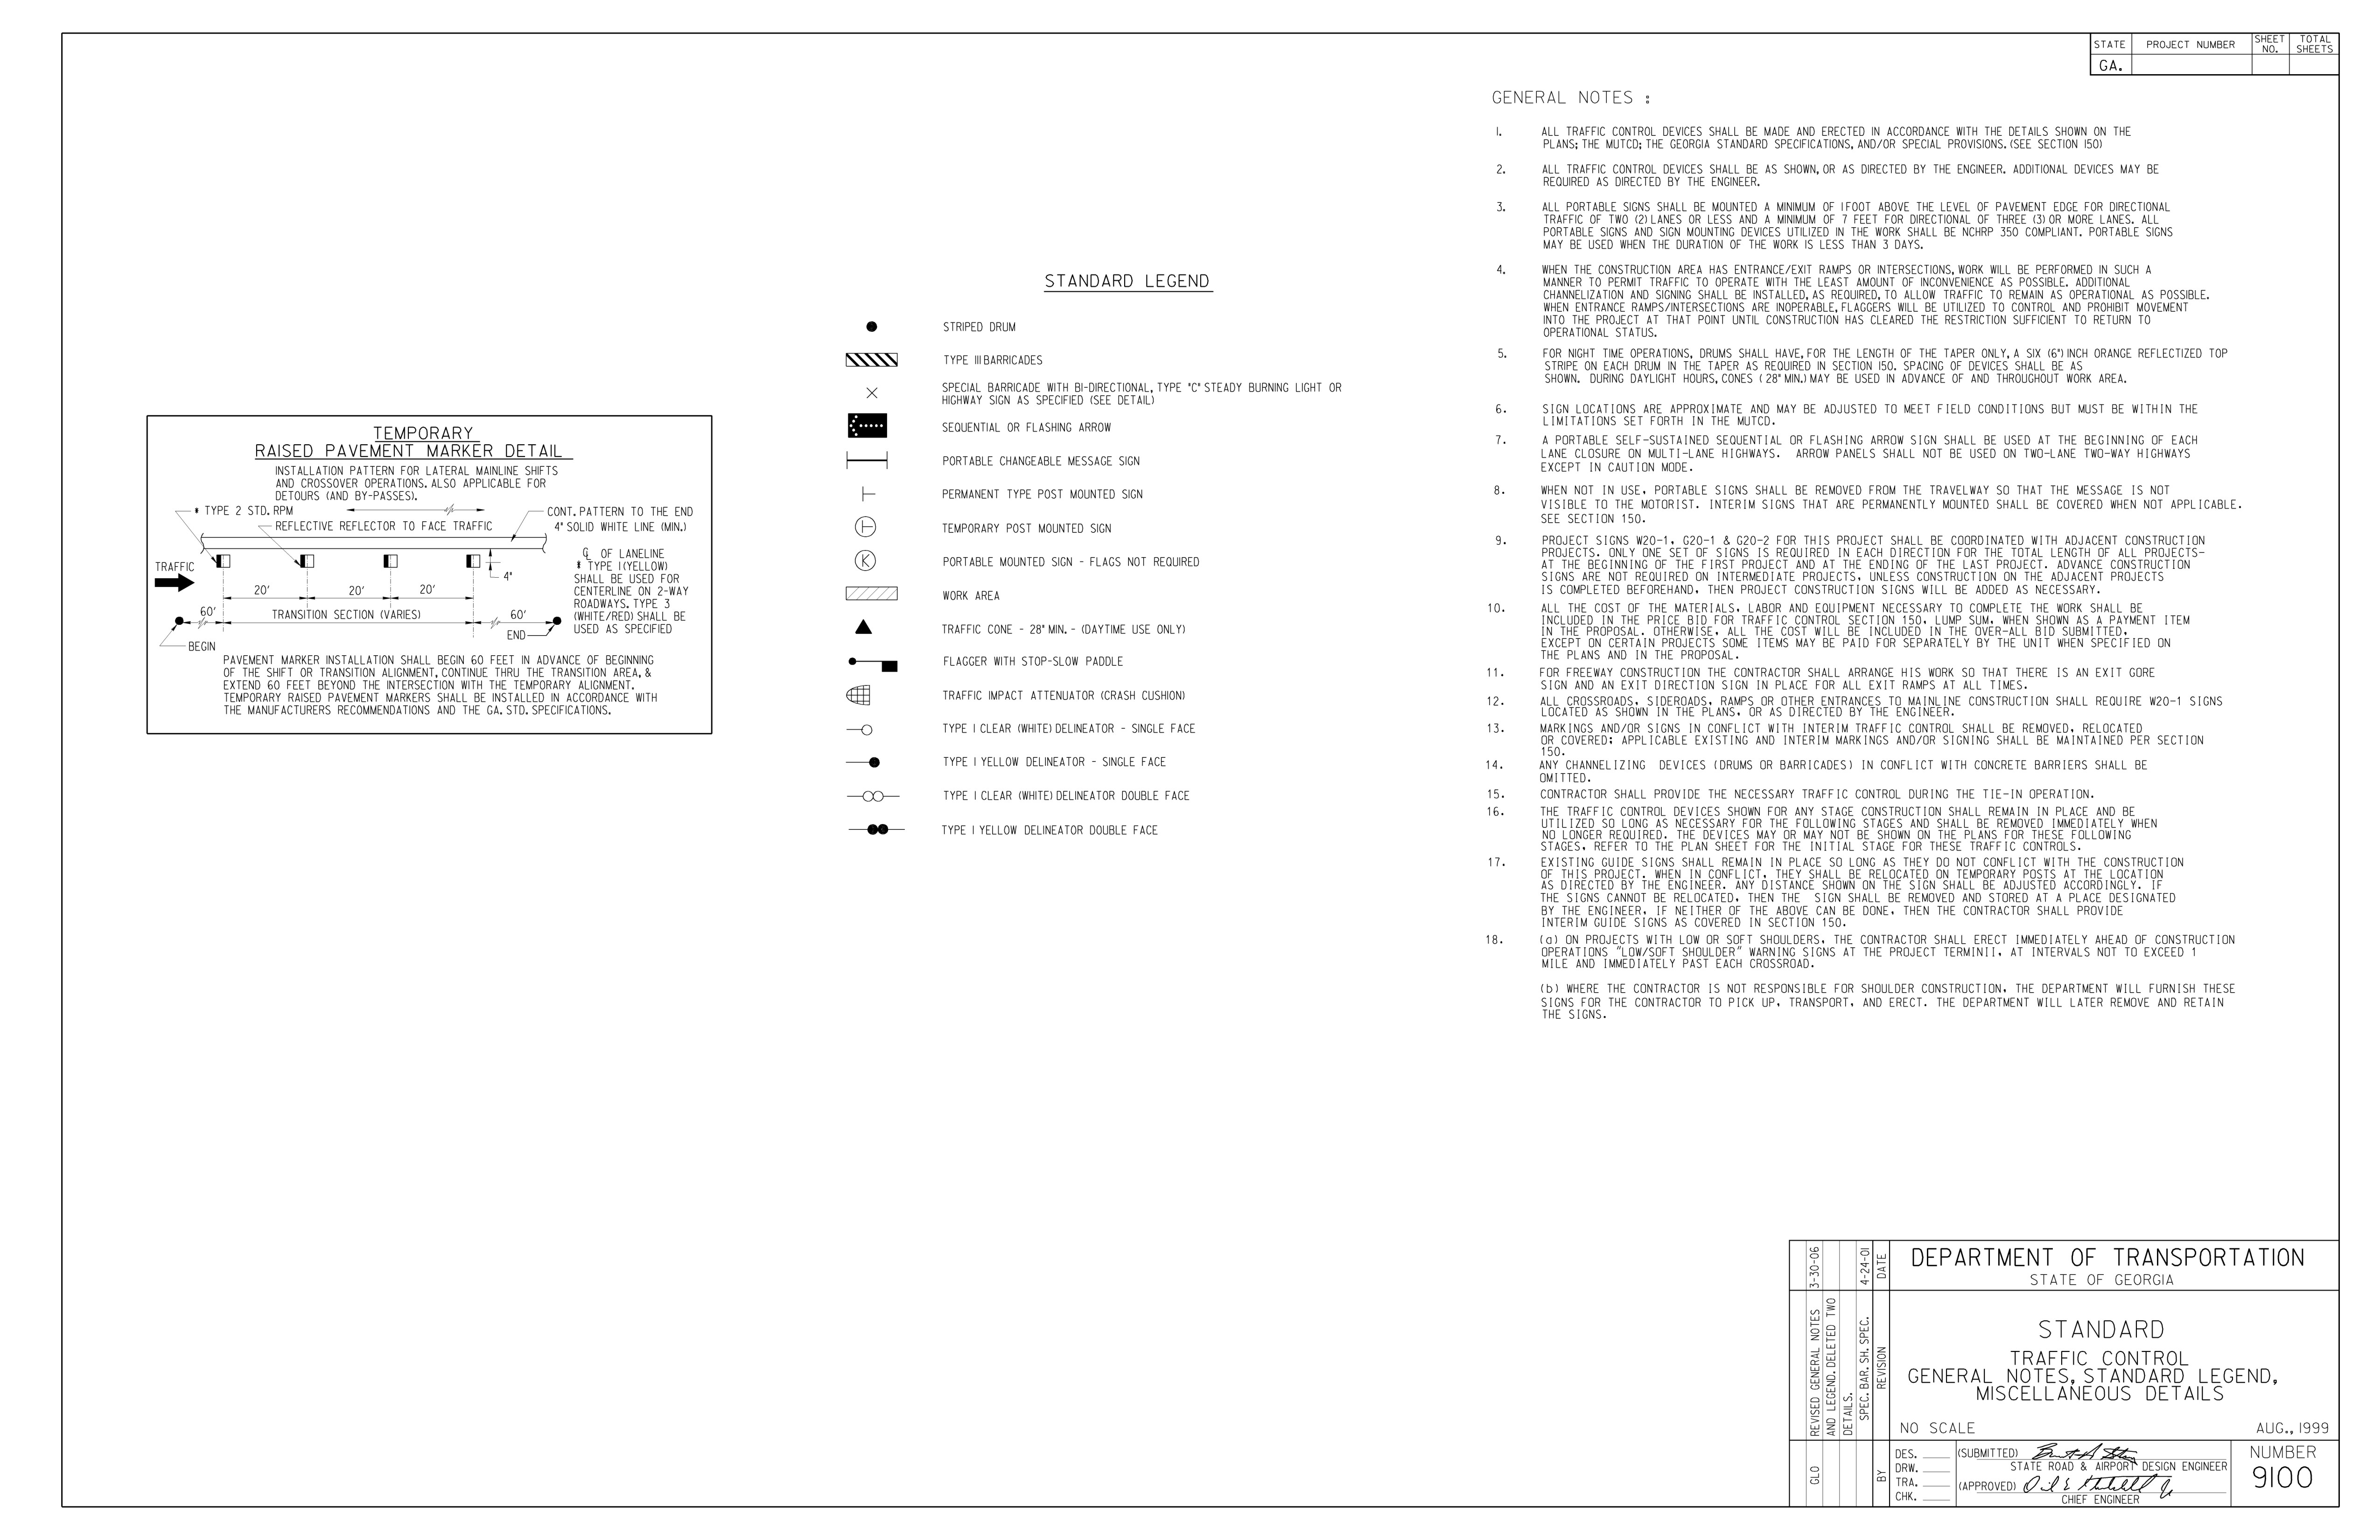 STATE
PROJECT NUMBER
SHEET
NO.
TOTAL
SHEETS
GA.
TEMPORARY
RAISED PAVEMENT MARKER DETAIL
INSTALLATION PATTERN FOR LATERAL MAINLINE SHIFTS
AND CROSSOVER OPERATIONS. ALSO APPLICABLE FOR
DETOURS (AND BY-PASSES).
* TYPE 2 STD. RPM
CONT. PATTERN TO THE END
REFLECTIVE REFLECTOR TO FACE TRAFFIC
4" SOLID WHITE LINE (MIN.)
℄ OF LANELINE
* TYPE 1 (YELLOW)
SHALL BE USED FOR
CENTERLINE ON 2-WAY
ROADWAYS. TYPE 3
(WHITE/RED) SHALL BE
USED AS SPECIFIED
TRAFFIC
4"
20'
20'
20'
60'
TRANSITION SECTION (VARIES)
60'
BEGIN
END
PAVEMENT MARKER INSTALLATION SHALL BEGIN 60 FEET IN ADVANCE OF BEGINNING
OF THE SHIFT OR TRANSITION ALIGNMENT, CONTINUE THRU THE TRANSITION AREA, &
EXTEND 60 FEET BEYOND THE INTERSECTION WITH THE TEMPORARY ALIGNMENT.
TEMPORARY RAISED PAVEMENT MARKERS SHALL BE INSTALLED IN ACCORDANCE WITH
THE MANUFACTURERS RECOMMENDATIONS AND THE GA. STD. SPECIFICATIONS.
STANDARD LEGEND
STRIPED DRUM
TYPE III BARRICADES
SPECIAL BARRICADE WITH BI-DIRECTIONAL, TYPE "C" STEADY BURNING LIGHT OR
HIGHWAY SIGN AS SPECIFIED (SEE DETAIL)
SEQUENTIAL OR FLASHING ARROW
PORTABLE CHANGEABLE MESSAGE SIGN
PERMANENT TYPE POST MOUNTED SIGN
TEMPORARY POST MOUNTED SIGN
K PORTABLE MOUNTED SIGN - FLAGS NOT REQUIRED
WORK AREA
TRAFFIC CONE - 28" MIN. - (DAYTIME USE ONLY)
FLAGGER WITH STOP-SLOW PADDLE
TRAFFIC IMPACT ATTENUATOR (CRASH CUSHION)
TYPE 1 CLEAR (WHITE) DELINEATOR - SINGLE FACE
TYPE 1 YELLOW DELINEATOR - SINGLE FACE
TYPE 1 CLEAR (WHITE) DELINEATOR DOUBLE FACE
TYPE 1 YELLOW DELINEATOR DOUBLE FACE
GENERAL NOTES :
1. ALL TRAFFIC CONTROL DEVICES SHALL BE MADE AND ERECTED IN ACCORDANCE WITH THE DETAILS SHOWN ON THE
PLANS; THE MUTCD; THE GEORGIA STANDARD SPECIFICATIONS, AND/OR SPECIAL PROVISIONS. (SEE SECTION 150)
2. ALL TRAFFIC CONTROL DEVICES SHALL BE AS SHOWN, OR AS DIRECTED BY THE ENGINEER. ADDITIONAL DEVICES MAY BE
REQUIRED AS DIRECTED BY THE ENGINEER.
3. ALL PORTABLE SIGNS SHALL BE MOUNTED A MINIMUM OF 1 FOOT ABOVE THE LEVEL OF PAVEMENT EDGE FOR DIRECTIONAL
TRAFFIC OF TWO (2) LANES OR LESS AND A MINIMUM OF 7 FEET FOR DIRECTIONAL OF THREE (3) OR MORE LANES. ALL
PORTABLE SIGNS AND SIGN MOUNTING DEVICES UTILIZED IN THE WORK SHALL BE NCHRP 350 COMPLIANT. PORTABLE SIGNS
MAY BE USED WHEN THE DURATION OF THE WORK IS LESS THAN 3 DAYS.
4. WHEN THE CONSTRUCTION AREA HAS ENTRANCE/EXIT RAMPS OR INTERSECTIONS, WORK WILL BE PERFORMED IN SUCH A
MANNER TO PERMIT TRAFFIC TO OPERATE WITH THE LEAST AMOUNT OF INCONVENIENCE AS POSSIBLE. ADDITIONAL
CHANNELIZATION AND SIGNING SHALL BE INSTALLED, AS REQUIRED, TO ALLOW TRAFFIC TO REMAIN AS OPERATIONAL AS POSSIBLE.
WHEN ENTRANCE RAMPS/INTERSECTIONS ARE INOPERABLE, FLAGGERS WILL BE UTILIZED TO CONTROL AND PROHIBIT MOVEMENT
INTO THE PROJECT AT THAT POINT UNTIL CONSTRUCTION HAS CLEARED THE RESTRICTION SUFFICIENT TO RETURN TO
OPERATIONAL STATUS.
5. FOR NIGHT TIME OPERATIONS, DRUMS SHALL HAVE, FOR THE LENGTH OF THE TAPER ONLY, A SIX (6") INCH ORANGE REFLECTIZED TOP
STRIPE ON EACH DRUM IN THE TAPER AS REQUIRED IN SECTION 150. SPACING OF DEVICES SHALL BE AS
SHOWN. DURING DAYLIGHT HOURS, CONES ( 28" MIN.) MAY BE USED IN ADVANCE OF AND THROUGHOUT WORK AREA.
6. SIGN LOCATIONS ARE APPROXIMATE AND MAY BE ADJUSTED TO MEET FIELD CONDITIONS BUT MUST BE WITHIN THE
LIMITATIONS SET FORTH IN THE MUTCD.
7. A PORTABLE SELF-SUSTAINED SEQUENTIAL OR FLASHING ARROW SIGN SHALL BE USED AT THE BEGINNING OF EACH
LANE CLOSURE ON MULTI-LANE HIGHWAYS. ARROW PANELS SHALL NOT BE USED ON TWO-LANE TWO-WAY HIGHWAYS
EXCEPT IN CAUTION MODE.
8. WHEN NOT IN USE, PORTABLE SIGNS SHALL BE REMOVED FROM THE TRAVELWAY SO THAT THE MESSAGE IS NOT
VISIBLE TO THE MOTORIST. INTERIM SIGNS THAT ARE PERMANENTLY MOUNTED SHALL BE COVERED WHEN NOT APPLICABLE.
SEE SECTION 150.
9. PROJECT SIGNS W20-1, G20-1 & G20-2 FOR THIS PROJECT SHALL BE COORDINATED WITH ADJACENT CONSTRUCTION
PROJECTS. ONLY ONE SET OF SIGNS IS REQUIRED IN EACH DIRECTION FOR THE TOTAL LENGTH OF ALL PROJECTS-
AT THE BEGINNING OF THE FIRST PROJECT AND AT THE ENDING OF THE LAST PROJECT. ADVANCE CONSTRUCTION
SIGNS ARE NOT REQUIRED ON INTERMEDIATE PROJECTS, UNLESS CONSTRUCTION ON THE ADJACENT PROJECTS
IS COMPLETED BEFOREHAND, THEN PROJECT CONSTRUCTION SIGNS WILL BE ADDED AS NECESSARY.
10. ALL THE COST OF THE MATERIALS, LABOR AND EQUIPMENT NECESSARY TO COMPLETE THE WORK SHALL BE
INCLUDED IN THE PRICE BID FOR TRAFFIC CONTROL SECTION 150, LUMP SUM, WHEN SHOWN AS A PAYMENT ITEM
IN THE PROPOSAL. OTHERWISE, ALL THE COST WILL BE INCLUDED IN THE OVER-ALL BID SUBMITTED,
EXCEPT ON CERTAIN PROJECTS SOME ITEMS MAY BE PAID FOR SEPARATELY BY THE UNIT WHEN SPECIFIED ON
THE PLANS AND IN THE PROPOSAL.
11. FOR FREEWAY CONSTRUCTION THE CONTRACTOR SHALL ARRANGE HIS WORK SO THAT THERE IS AN EXIT GORE
SIGN AND AN EXIT DIRECTION SIGN IN PLACE FOR ALL EXIT RAMPS AT ALL TIMES.
12. ALL CROSSROADS, SIDEROADS, RAMPS OR OTHER ENTRANCES TO MAINLINE CONSTRUCTION SHALL REQUIRE W20-1 SIGNS
LOCATED AS SHOWN IN THE PLANS, OR AS DIRECTED BY THE ENGINEER.
13. MARKINGS AND/OR SIGNS IN CONFLICT WITH INTERIM TRAFFIC CONTROL SHALL BE REMOVED, RELOCATED
OR COVERED; APPLICABLE EXISTING AND INTERIM MARKINGS AND/OR SIGNING SHALL BE MAINTAINED PER SECTION
150.
14. ANY CHANNELIZING DEVICES (DRUMS OR BARRICADES) IN CONFLICT WITH CONCRETE BARRIERS SHALL BE
OMITTED.
15. CONTRACTOR SHALL PROVIDE THE NECESSARY TRAFFIC CONTROL DURING THE TIE-IN OPERATION.
16. THE TRAFFIC CONTROL DEVICES SHOWN FOR ANY STAGE CONSTRUCTION SHALL REMAIN IN PLACE AND BE
UTILIZED SO LONG AS NECESSARY FOR THE FOLLOWING STAGES AND SHALL BE REMOVED IMMEDIATELY WHEN
NO LONGER REQUIRED. THE DEVICES MAY OR MAY NOT BE SHOWN ON THE PLANS FOR THESE FOLLOWING
STAGES, REFER TO THE PLAN SHEET FOR THE INITIAL STAGE FOR THESE TRAFFIC CONTROLS.
17. EXISTING GUIDE SIGNS SHALL REMAIN IN PLACE SO LONG AS THEY DO NOT CONFLICT WITH THE CONSTRUCTION
OF THIS PROJECT. WHEN IN CONFLICT, THEY SHALL BE RELOCATED ON TEMPORARY POSTS AT THE LOCATION
AS DIRECTED BY THE ENGINEER. ANY DISTANCE SHOWN ON THE SIGN SHALL BE ADJUSTED ACCORDINGLY. IF
THE SIGNS CANNOT BE RELOCATED, THEN THE SIGN SHALL BE REMOVED AND STORED AT A PLACE DESIGNATED
BY THE ENGINEER, IF NEITHER OF THE ABOVE CAN BE DONE, THEN THE CONTRACTOR SHALL PROVIDE
INTERIM GUIDE SIGNS AS COVERED IN SECTION 150.
18. (a) ON PROJECTS WITH LOW OR SOFT SHOULDERS, THE CONTRACTOR SHALL ERECT IMMEDIATELY AHEAD OF CONSTRUCTION
OPERATIONS "LOW/SOFT SHOULDER" WARNING SIGNS AT THE PROJECT TERMINII, AT INTERVALS NOT TO EXCEED 1
MILE AND IMMEDIATELY PAST EACH CROSSROAD.
(b) WHERE THE CONTRACTOR IS NOT RESPONSIBLE FOR SHOULDER CONSTRUCTION, THE DEPARTMENT WILL FURNISH THESE
SIGNS FOR THE CONTRACTOR TO PICK UP, TRANSPORT, AND ERECT. THE DEPARTMENT WILL LATER REMOVE AND RETAIN
THE SIGNS.
3-30-06
4-24-01
DATE
REVISED GENERAL NOTES
AND LEGEND. DELETED TWO
DETAILS.
SPEC. BAR. SH. SPEC.
REVISION
GLO
BY
DEPARTMENT OF TRANSPORTATION
STATE OF GEORGIA
STANDARD
TRAFFIC CONTROL
GENERAL NOTES, STANDARD LEGEND,
MISCELLANEOUS DETAILS
NO SCALE
AUG., 1999
DES.
DRW.
TRA.
CHK.
(SUBMITTED)
STATE ROAD & AIRPORT DESIGN ENGINEER
(APPROVED)
CHIEF ENGINEER
NUMBER
9100